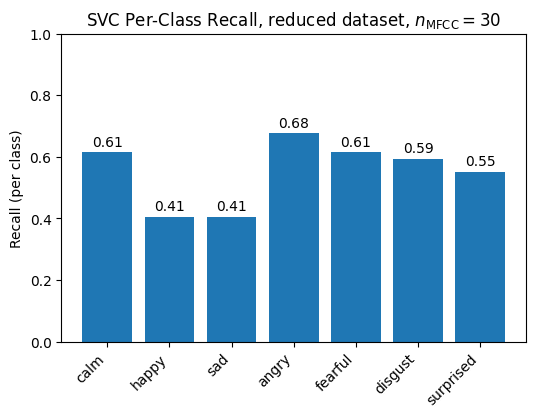 SVC Per-Class Recall, reduced dataset, n_MFCC = 30
Recall (per class)
1.0
0.8
0.6
0.4
0.2
0.0
0.61
0.41
0.41
0.68
0.61
0.59
0.55
calm
happy
sad
angry
fearful
disgust
surprised